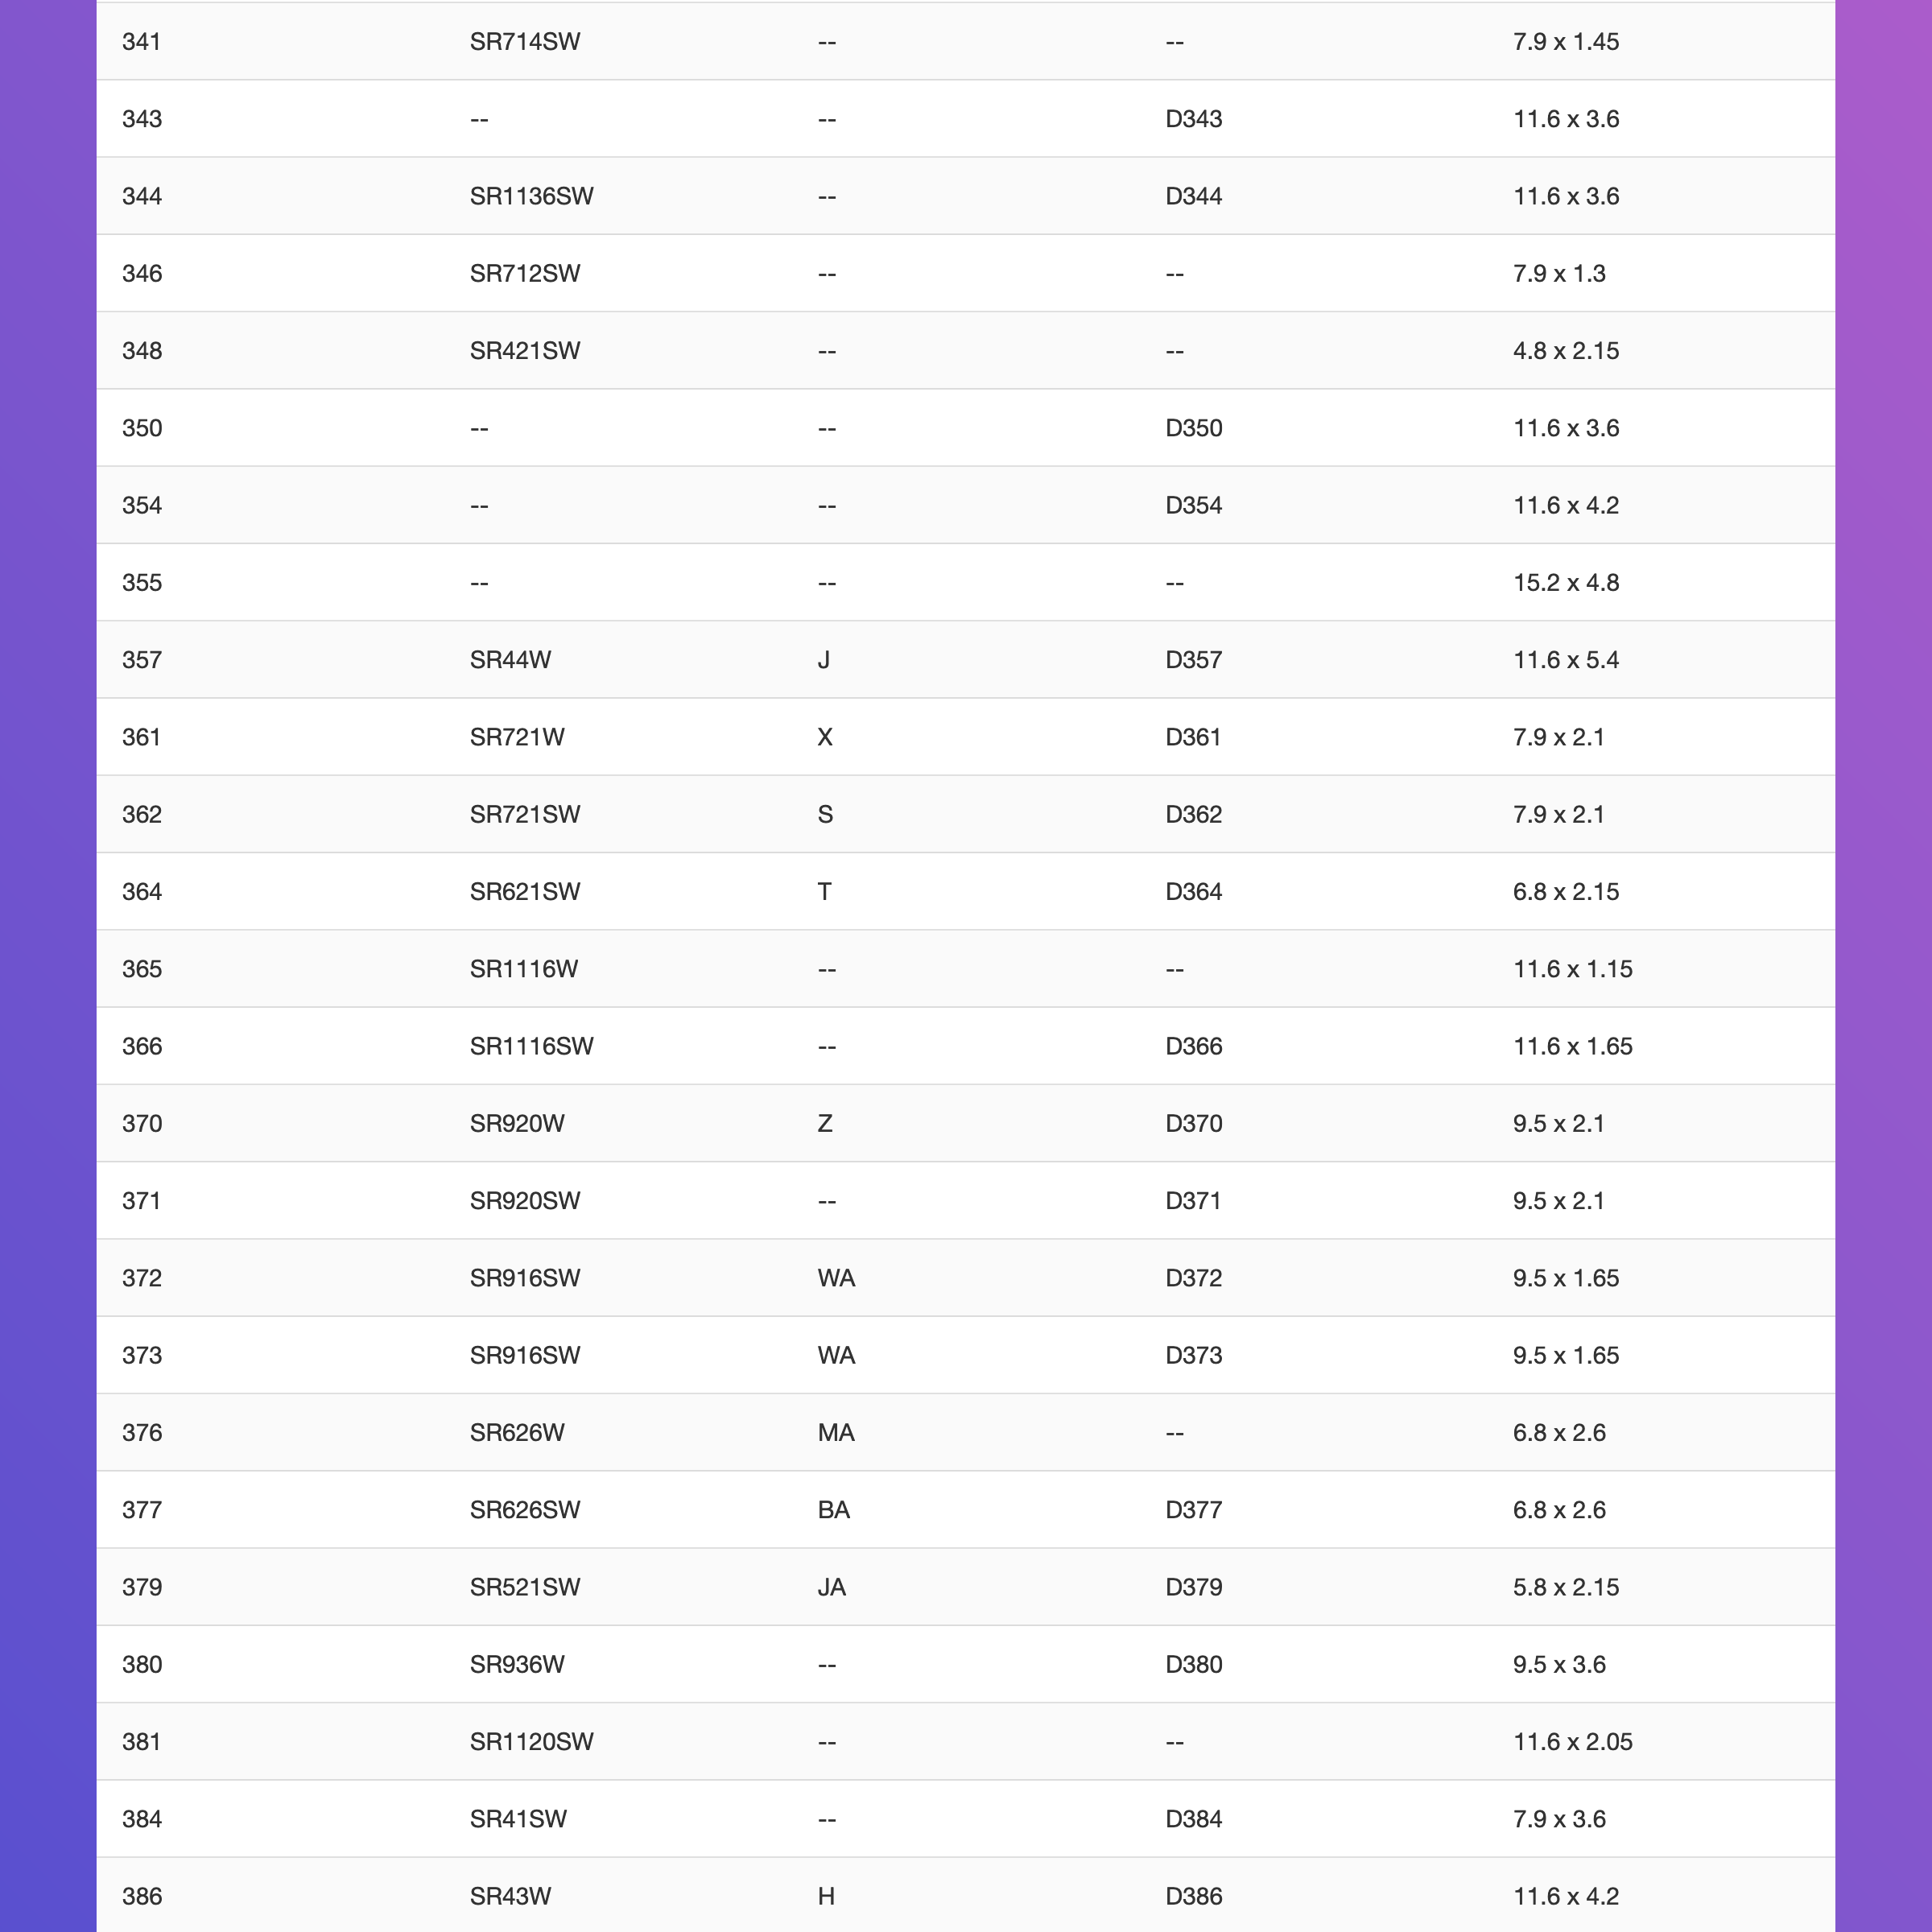 341 SR714SW -- -- 7.9 x 1.45
343 -- -- D343 11.6 x 3.6
344 SR1136SW -- D344 11.6 x 3.6
346 SR712SW -- -- 7.9 x 1.3
348 SR421SW -- -- 4.8 x 2.15
350 -- -- D350 11.6 x 3.6
354 -- -- D354 11.6 x 4.2
355 -- -- -- 15.2 x 4.8
357 SR44W J D357 11.6 x 5.4
361 SR721W X D361 7.9 x 2.1
362 SR721SW S D362 7.9 x 2.1
364 SR621SW T D364 6.8 x 2.15
365 SR1116W -- -- 11.6 x 1.15
366 SR1116SW -- D366 11.6 x 1.65
370 SR920W Z D370 9.5 x 2.1
371 SR920SW -- D371 9.5 x 2.1
372 SR916SW WA D372 9.5 x 1.65
373 SR916SW WA D373 9.5 x 1.65
376 SR626W MA -- 6.8 x 2.6
377 SR626SW BA D377 6.8 x 2.6
379 SR521SW JA D379 5.8 x 2.15
380 SR936W -- D380 9.5 x 3.6
381 SR1120SW -- -- 11.6 x 2.05
384 SR41SW -- D384 7.9 x 3.6
386 SR43W H D386 11.6 x 4.2